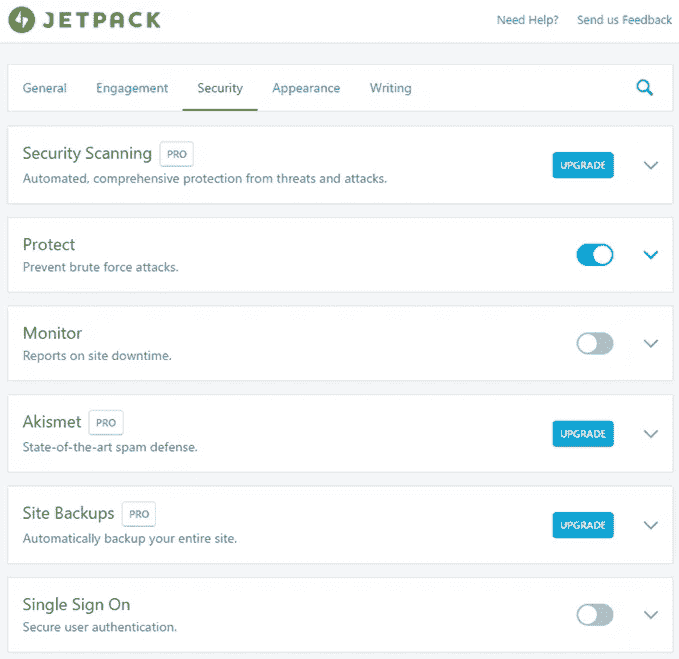 JETPACK
Need Help? Send us Feedback
General Engagement Security Appearance Writing
Security Scanning PRO
Automated, comprehensive protection from threats and attacks.
UPGRADE
Protect
Prevent brute force attacks.
Monitor
Reports on site downtime.
Akismet PRO
State-of-the-art spam defense.
UPGRADE
Site Backups PRO
Automatically backup your entire site.
UPGRADE
Single Sign On
Secure user authentication.